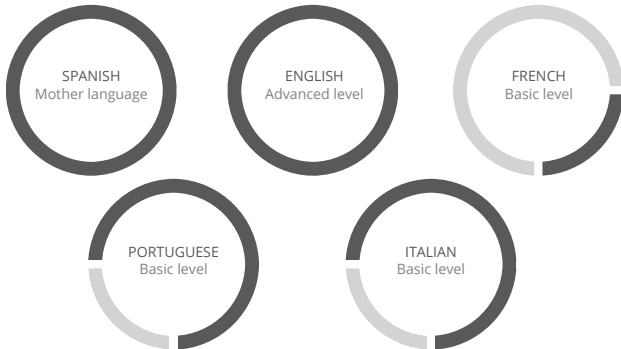 SPANISH
Mother language
ENGLISH
Advanced level
FRENCH
Basic level
PORTUGUESE
Basic level
ITALIAN
Basic level